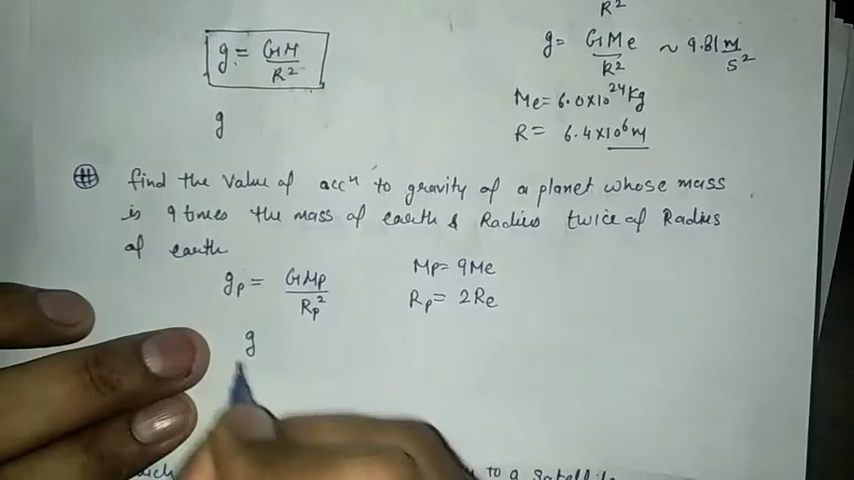 R²
g = GM/R²
g = GMe/R² ~ 9.81 m/s²
Me = 6.0×10²⁴ Kg
g
R = 6.4×10⁶ m
find the value of accⁿ to gravity of a planet whose mass
is 9 times the mass of earth & Radius twice of Radius
of earth
gp = GMp/Rp² Mp = 9Me
Rp = 2Re
g
to a satellite